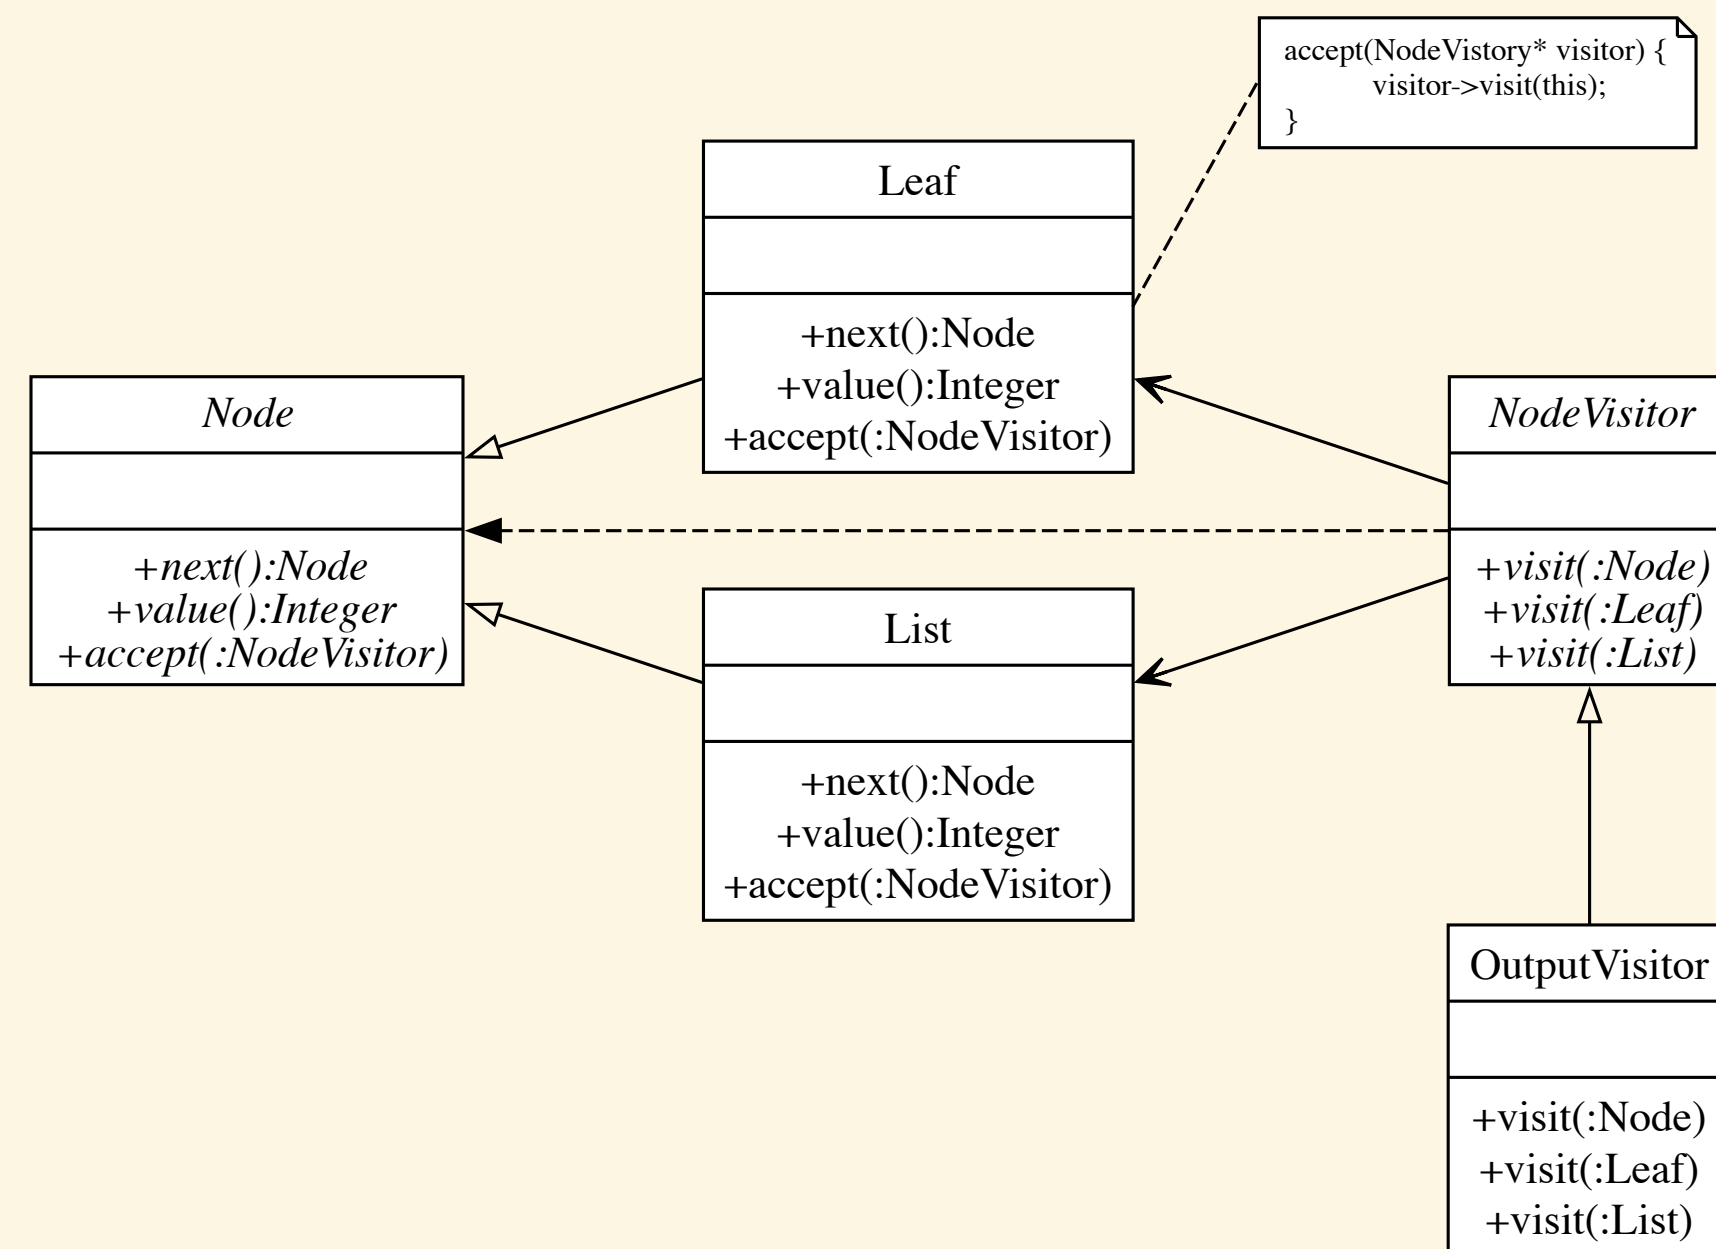 accept(NodeVistory* visitor) {
visitor->visit(this);
}
Leaf
+next():Node
+value():Integer
+accept(:NodeVisitor)
Node
+next():Node
+value():Integer
+accept(:NodeVisitor)
NodeVisitor
+visit(:Node)
+visit(:Leaf)
+visit(:List)
List
+next():Node
+value():Integer
+accept(:NodeVisitor)
OutputVisitor
+visit(:Node)
+visit(:Leaf)
+visit(:List)